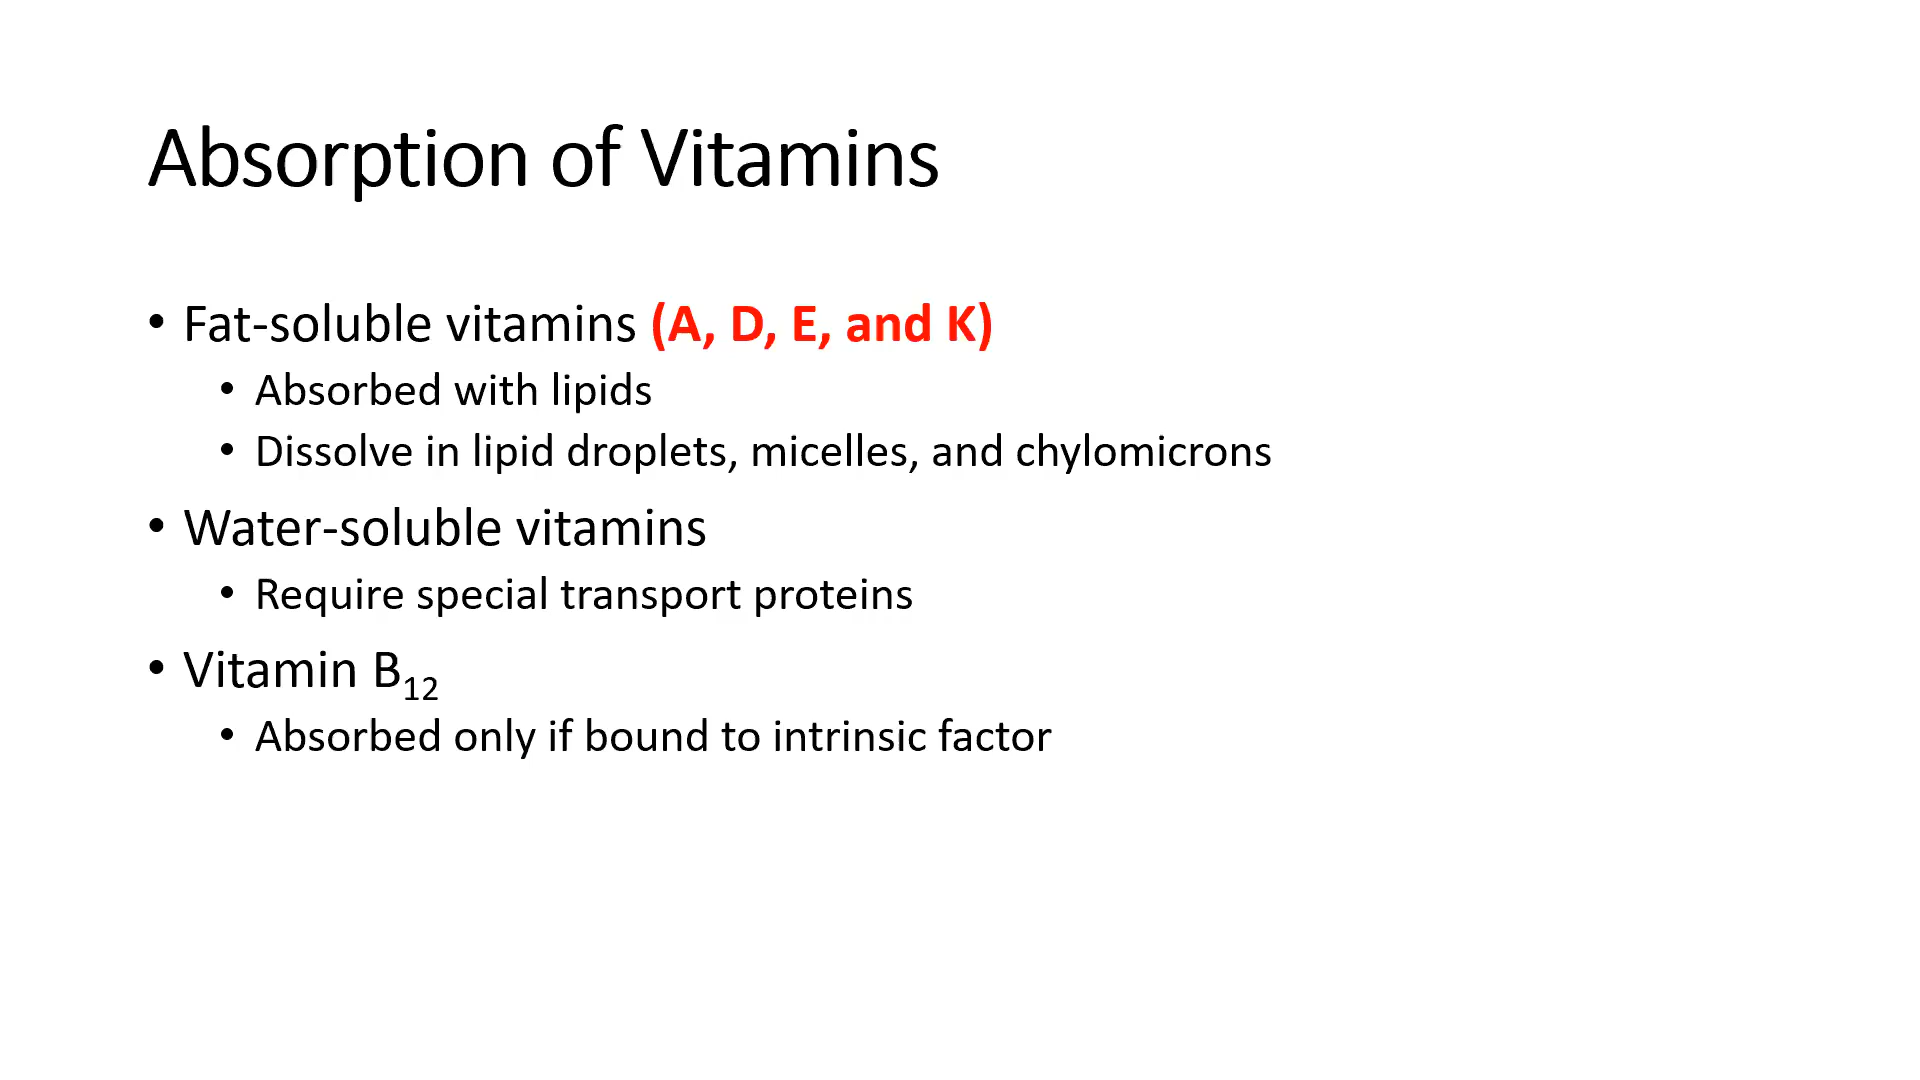 Absorption of Vitamins
• Fat-soluble vitamins (A, D, E, and K)
• Absorbed with lipids
• Dissolve in lipid droplets, micelles, and chylomicrons
• Water-soluble vitamins
• Require special transport proteins
• Vitamin B₁₂
• Absorbed only if bound to intrinsic factor